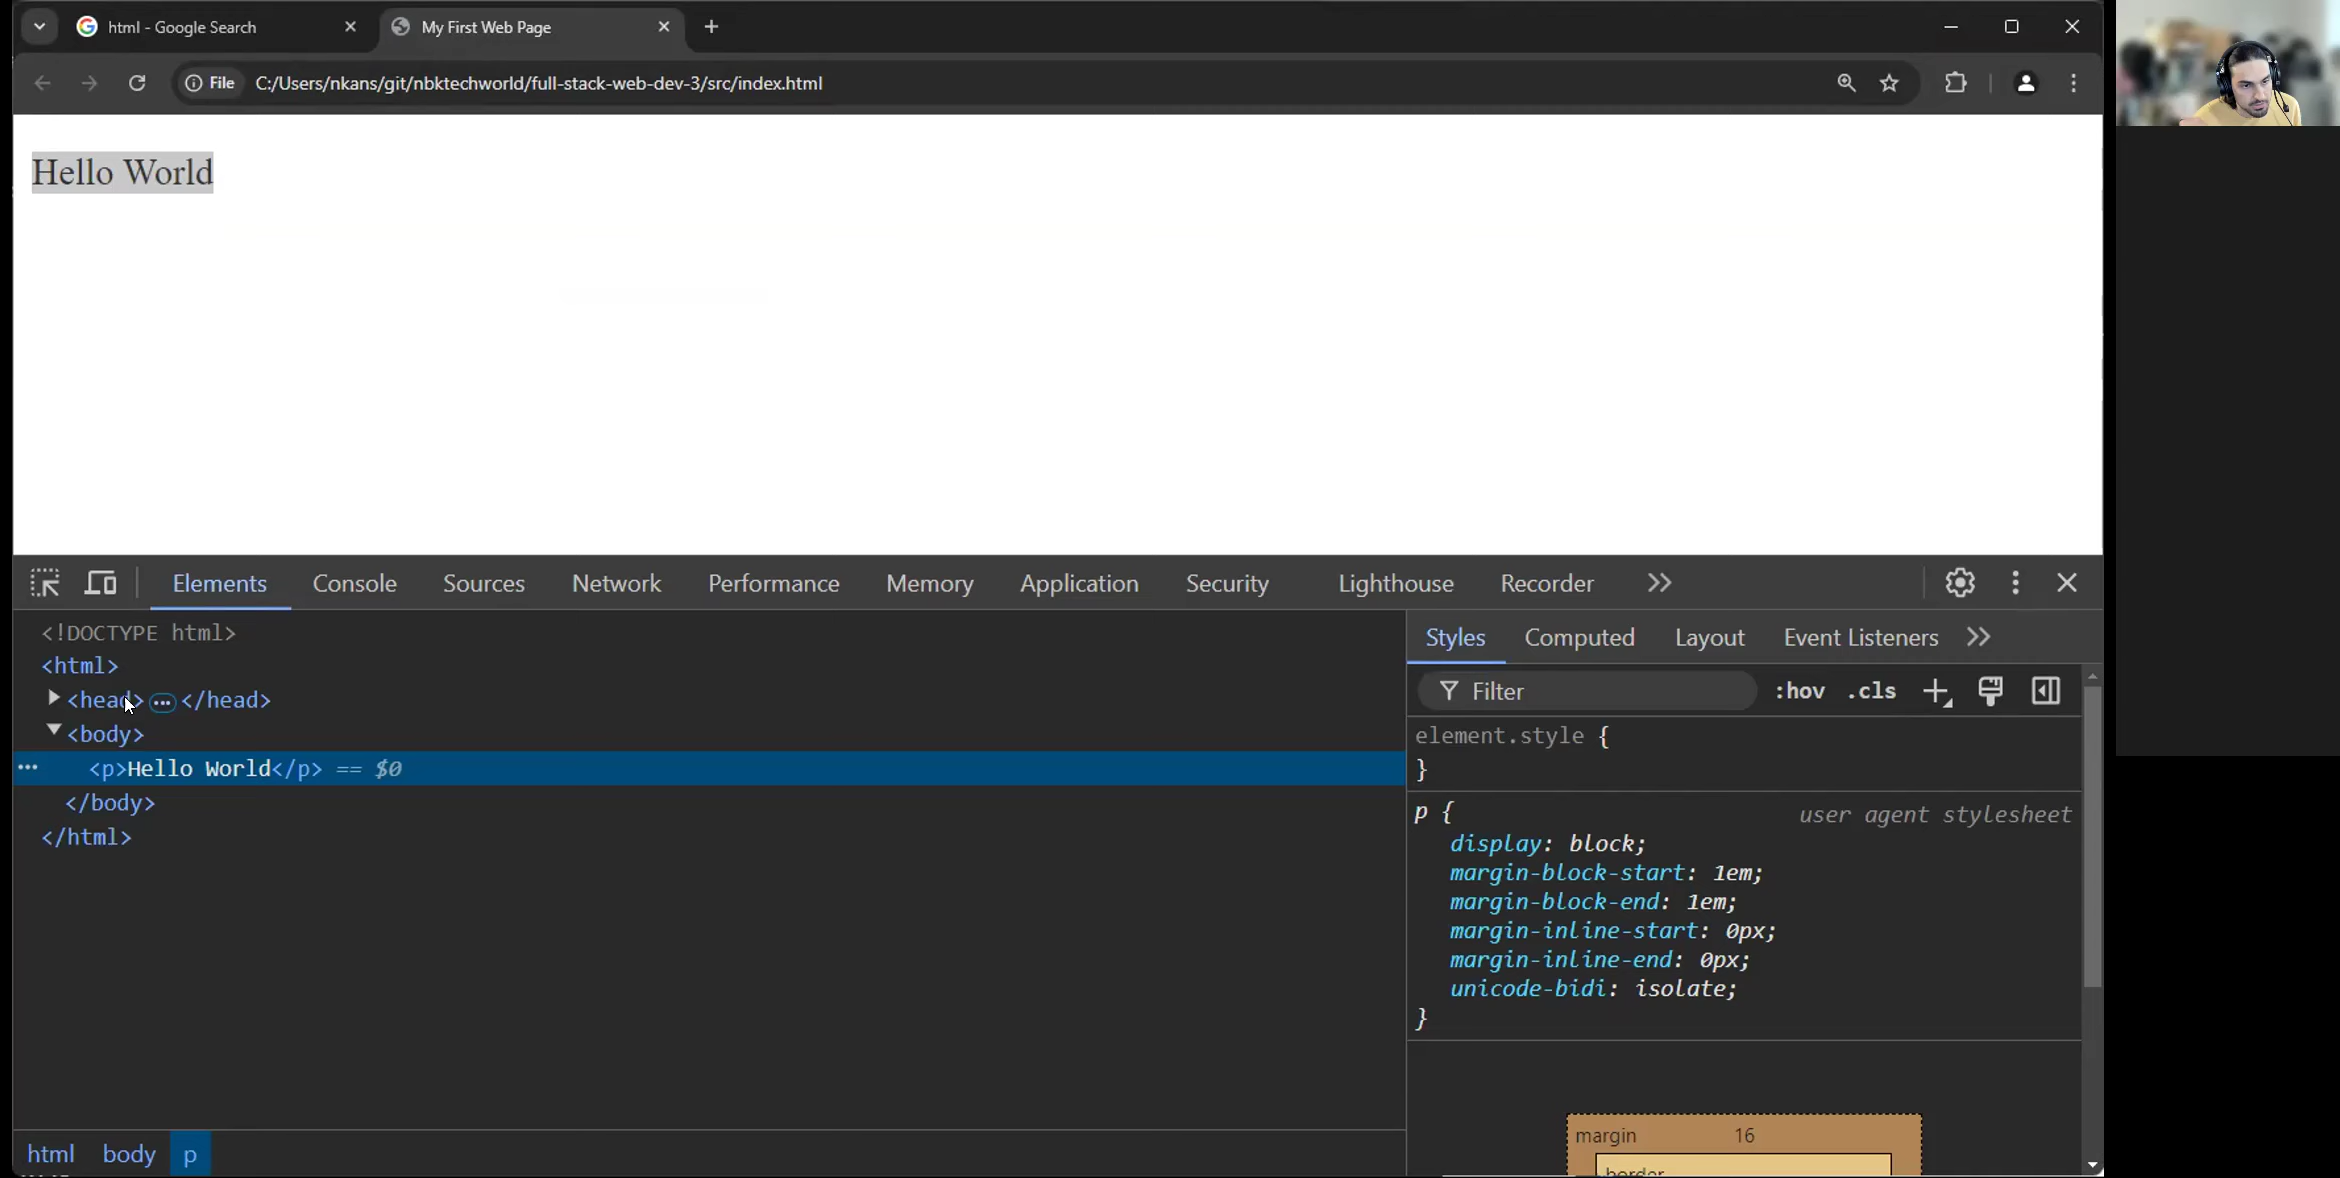 html - Google Search
My First Web Page
File
C:/Users/nkans/git/nbktechworld/full-stack-web-dev-3/src/index.html
Hello World
Elements Console Sources Network Performance Memory Application Security Lighthouse Recorder
<!DOCTYPE html>
<html>
<head> ••• </head>
<body>
<p>Hello World</p> == $0
</body>
</html>
html body p
Styles Computed Layout Event Listeners
Filter :hov .cls
element.style {
}
p { user agent stylesheet
display: block;
margin-block-start: 1em;
margin-block-end: 1em;
margin-inline-start: 0px;
margin-inline-end: 0px;
unicode-bidi: isolate;
}
margin 16
border